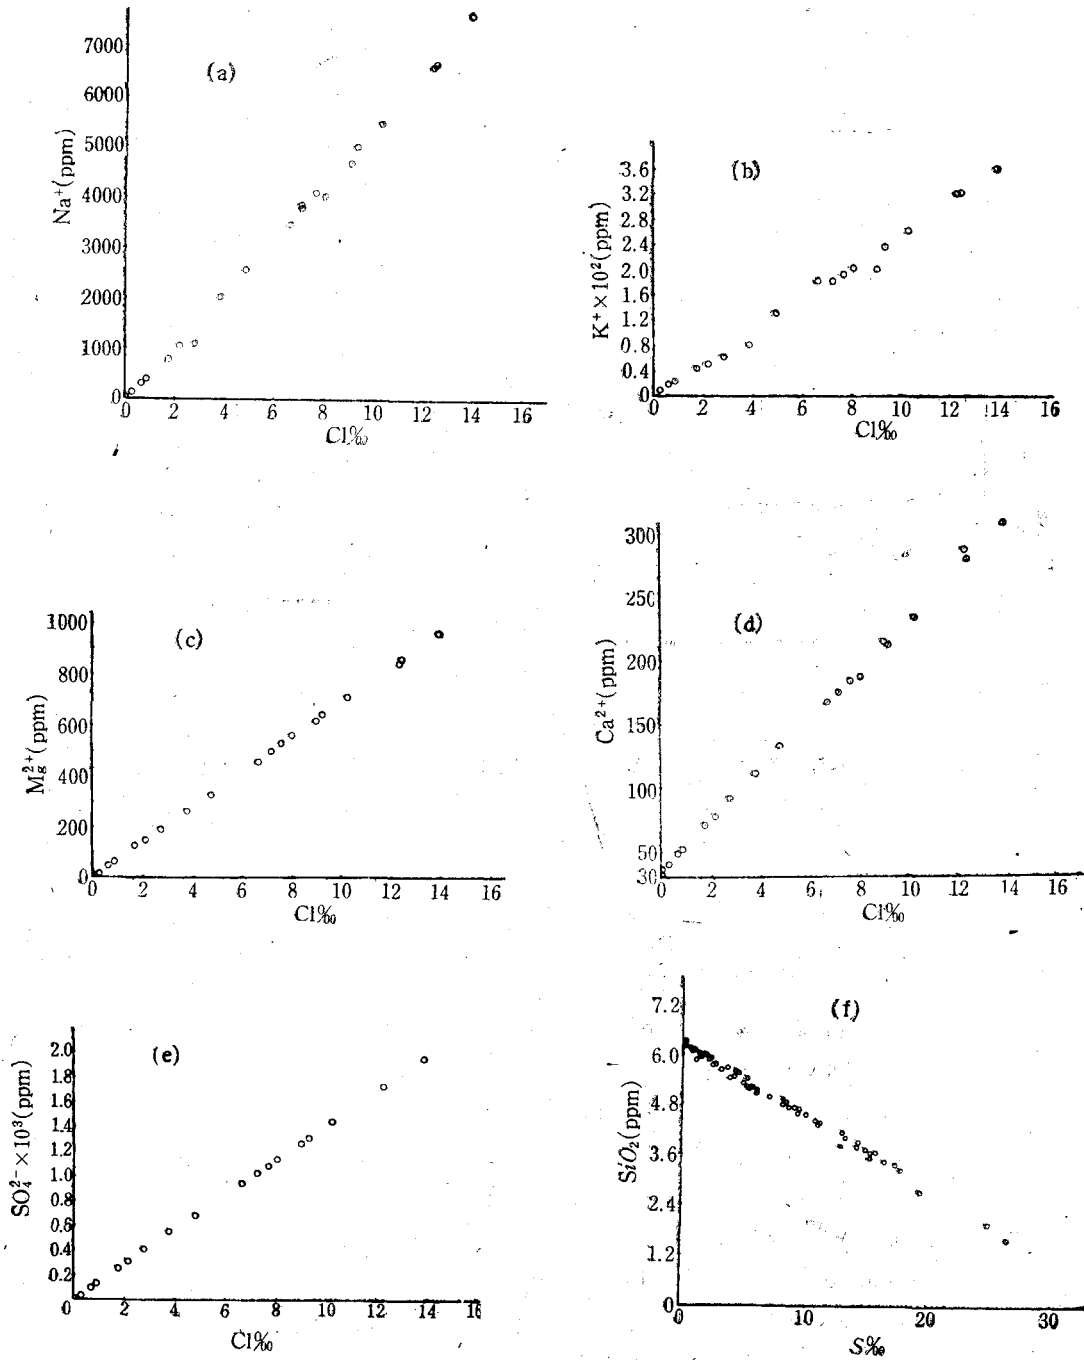 (a)
Na⁺(ppm)
7000
6000
5000
4000
3000
2000
1000
0
0 2 4 6 8 10 12 14 16
Cl‰
(b)
K⁺×10²(ppm)
3.6
3.2
2.8
2.4
2.0
1.6
1.2
0.8
0.4
0
0 2 4 6 8 10 12 14 16
Cl‰
(c)
Mg²⁺(ppm)
1000
800
600
400
200
0
0 2 4 6 8 10 12 14 16
Cl‰
(d)
Ca²⁺(ppm)
300
250
200
150
100
50
30
0 2 4 6 8 10 12 14 16
Cl‰
(e)
SO₄²⁻×10³(ppm)
2.0
1.8
1.6
1.4
1.2
1.0
0.8
0.6
0.4
0.2
0 2 4 6 8 10 12 14 16
Cl‰
(f)
SiO₂(ppm)
7.2
6.0
4.8
3.6
2.4
1.2
0
0 10 20 30
S‰